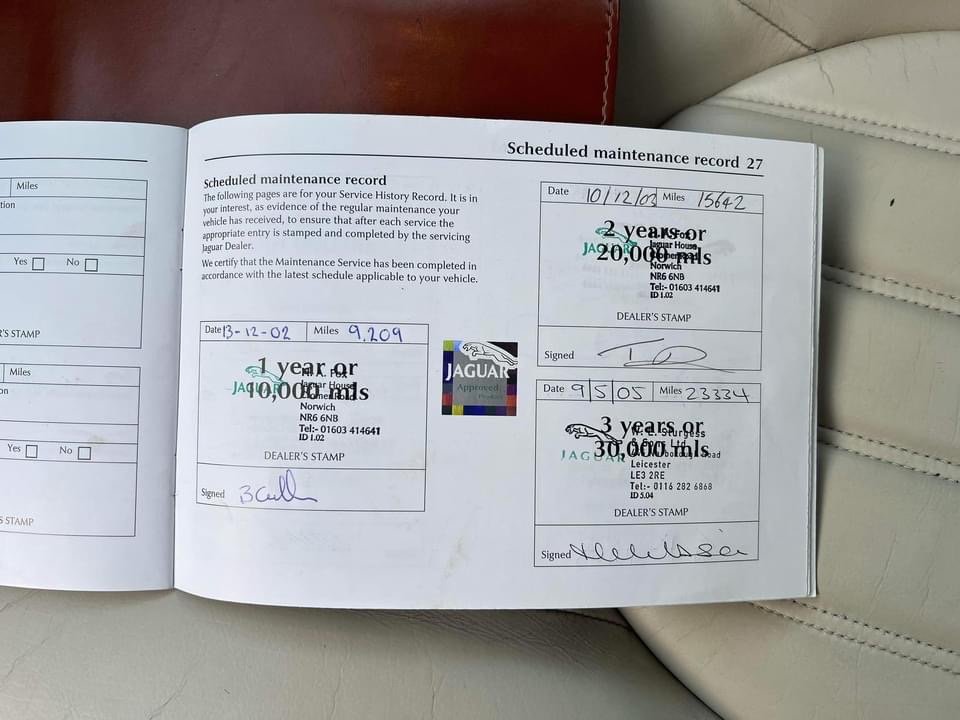 Miles
Yes No
'S STAMP
Miles
Yes No
S STAMP
Scheduled maintenance record 27
Scheduled maintenance record
The following pages are for your Service History Record. It is in
your interest, as evidence of the regular maintenance your
vehicle has received, to ensure that after each service the
appropriate entry is stamped and completed by the servicing
Jaguar Dealer.
We certify that the Maintenance Service has been completed in
accordance with the latest schedule applicable to your vehicle.
Date 13-12-02 Miles 9,209
1 year or
10,000 mls
JAGUAR
Jaguar House
Norwich
NR6 6NB
Tel:- 01603 414641
ID 1.02
DEALER'S STAMP
Signed
JAGUAR
Approved
Product
Date 10/12/03 Miles 15642
2 years or
20,000 mls
JAGUAR
Jaguar House
Norwich
NR6 6NB
Tel:- 01603 414641
ID 1.02
DEALER'S STAMP
Signed
Date 9/5/05 Miles 23334
3 years or
30,000 mls
JAGUAR
Sturgess
Leicester
LE3 2RE
Tel:- 0116 282 6868
ID 5.04
DEALER'S STAMP
Signed